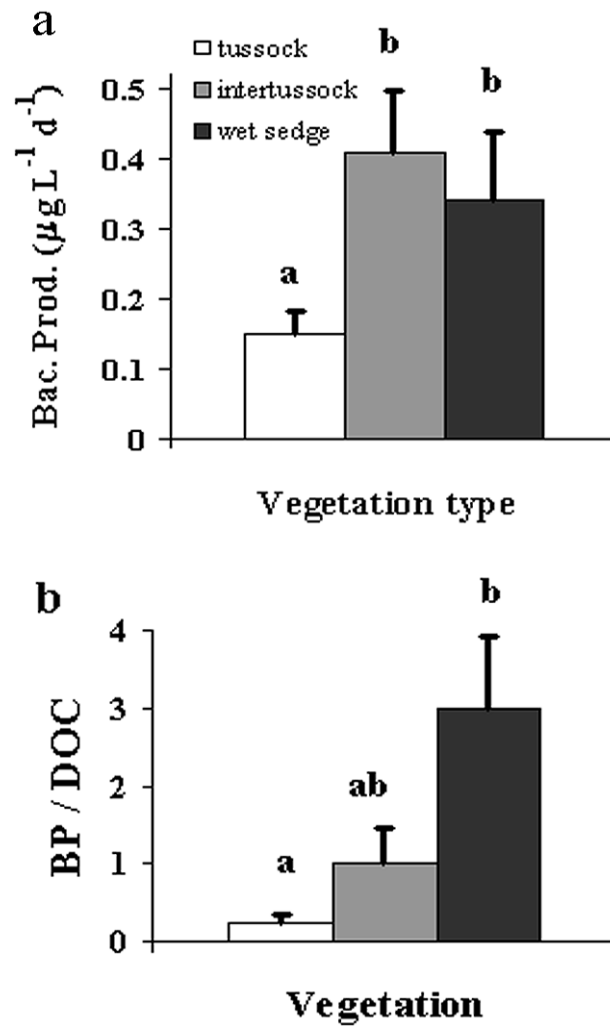 a
tussock
intertussock
wet sedge
b
b
a
0.5
0.4
0.3
0.2
0.1
0
Bac. Prod. (µg L⁻¹ d⁻¹)
Vegetation type
b
b
ab
a
4
3
2
1
0
BP / DOC
Vegetation